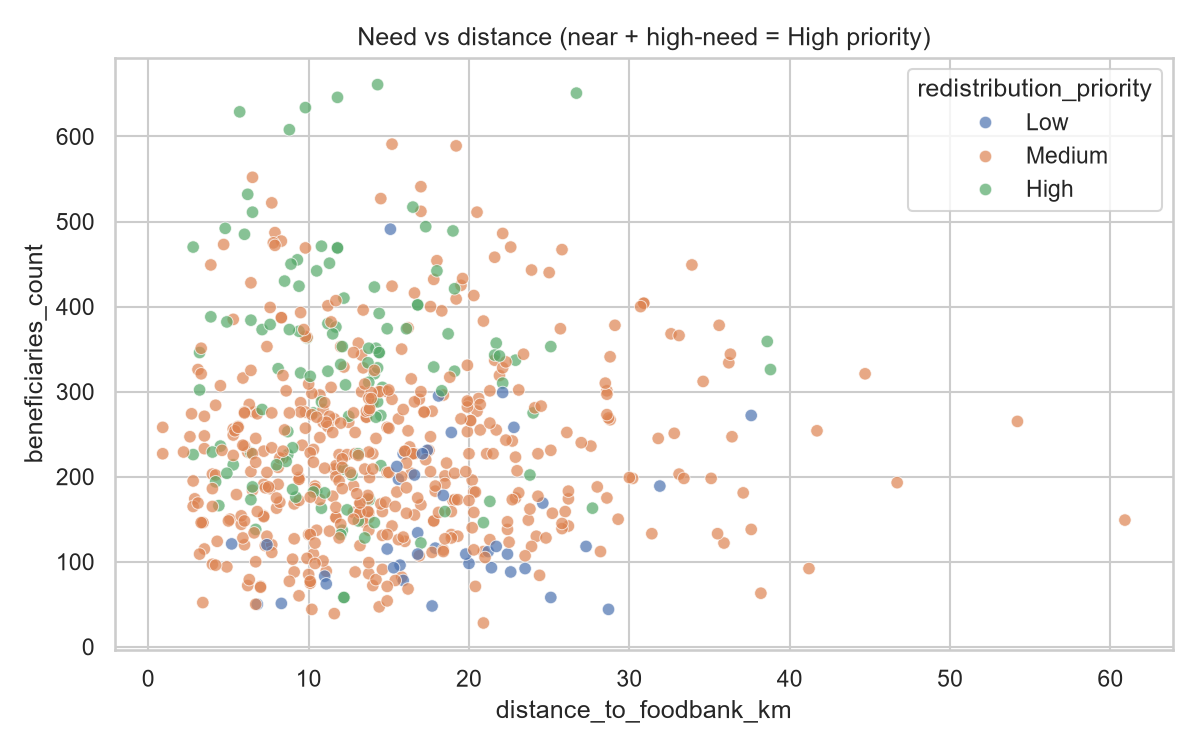 Need vs distance (near + high-need = High priority)
redistribution_priority
Low
Medium
High
beneficiaries_count
600
500
400
300
200
100
0
0 10 20 30 40 50 60
distance_to_foodbank_km